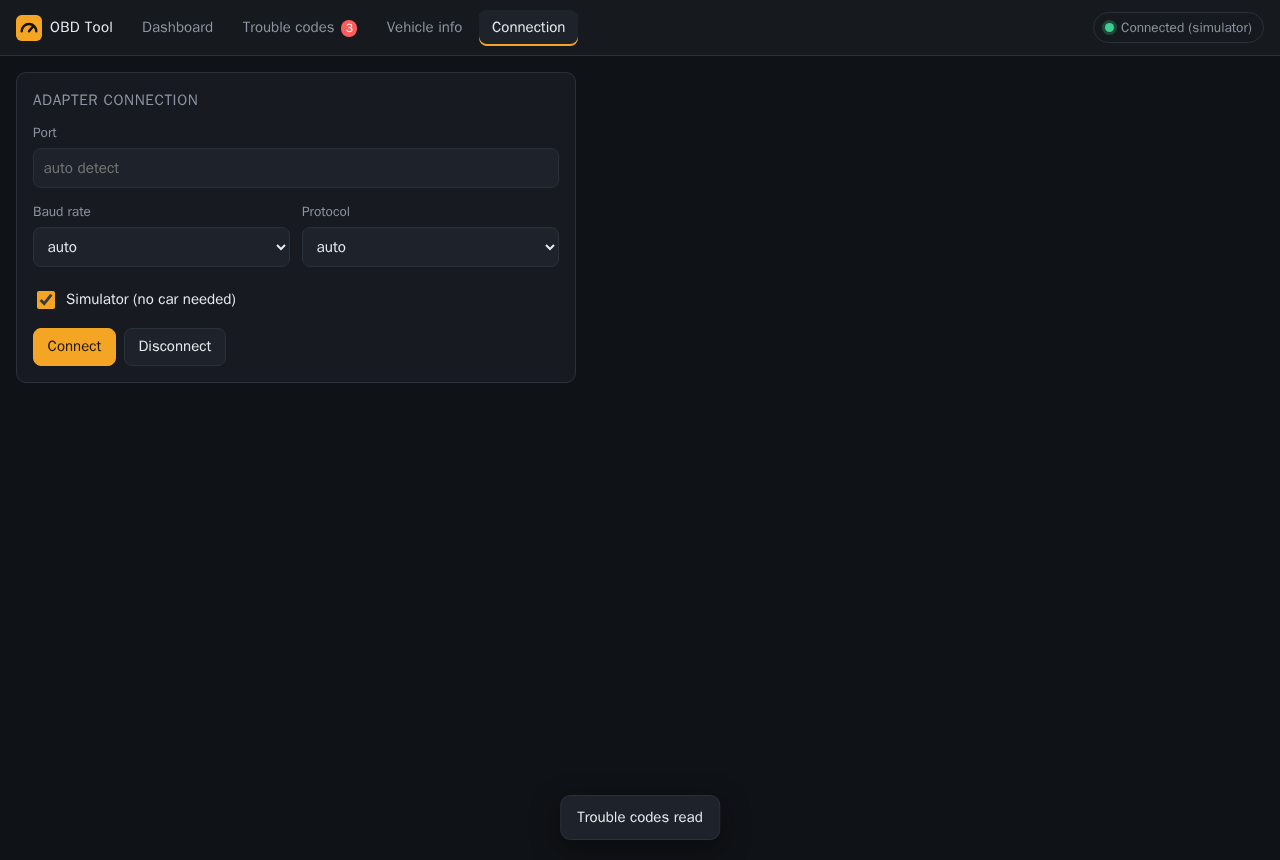 OBD Tool
Dashboard
Trouble codes 3
Vehicle info
Connection
Connected (simulator)
ADAPTER CONNECTION
Port
auto detect
Baud rate
Protocol
auto
auto
Simulator (no car needed)
Connect
Disconnect
Trouble codes read